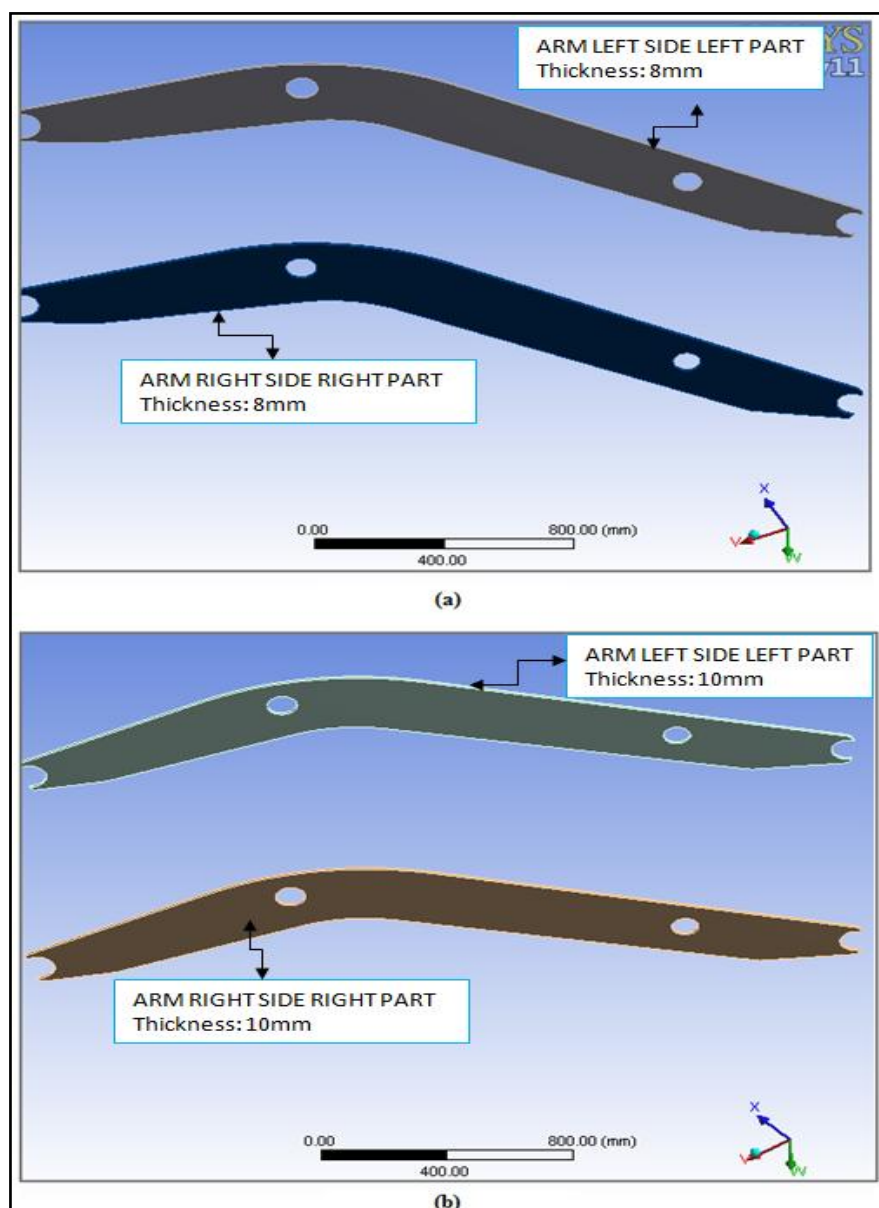 YS
v11
ARM LEFT SIDE LEFT PART
Thickness: 8mm
ARM RIGHT SIDE RIGHT PART
Thickness: 8mm
X
V
W
0.00
800.00 (mm)
400.00
(a)
ARM LEFT SIDE LEFT PART
Thickness: 10mm
ARM RIGHT SIDE RIGHT PART
Thickness: 10mm
X
V
W
0.00
800.00 (mm)
400.00
(b)